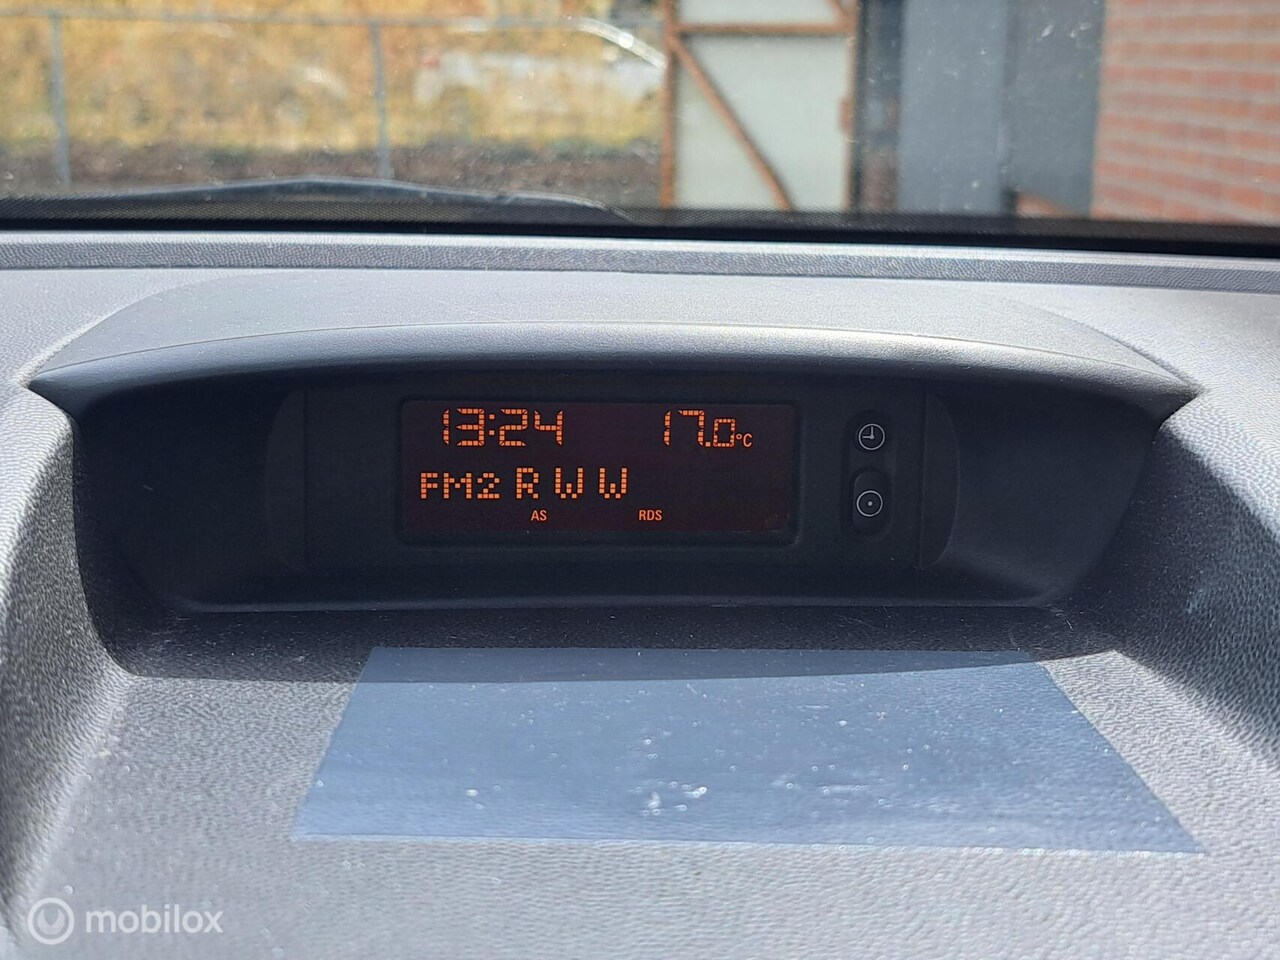 13:24 17.0°C
FM2 R W W
AS RDS
mobilox